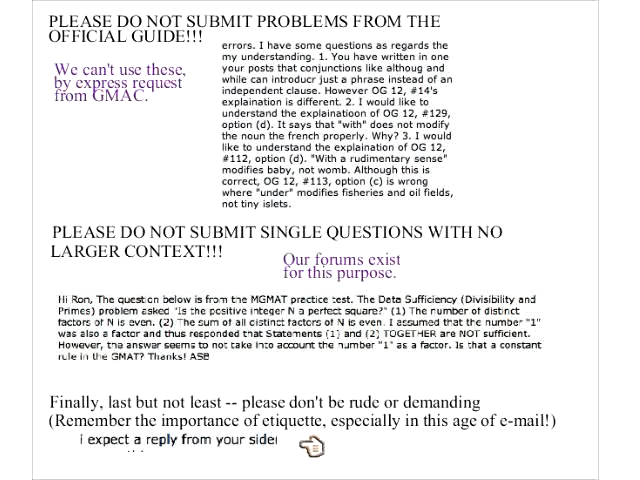 PLEASE DO NOT SUBMIT PROBLEMS FROM THE
OFFICIAL GUIDE!!!
We can't use these,
by express request
from GMAC.
errors. I have some questions as regards the
my understanding. 1. You have written in one
your posts that conjunctions like althoug and
while can introducr just a phrase instead of an
independent clause. However OG 12, #14's
explaination is different. 2. I would like to
understand the explainatioon of OG 12, #129,
option (d). It says that "with" does not modify
the noun the french properly. Why? 3. I would
like to understand the explaination of OG 12,
#112, option (d). "With a rudimentary sense"
modifies baby, not womb. Although this is
correct, OG 12, #113, option (c) is wrong
where "under" modifies fisheries and oil fields,
not tiny islets.
PLEASE DO NOT SUBMIT SINGLE QUESTIONS WITH NO
LARGER CONTEXT!!!
Our forums exist
for this purpose.
Hi Ron, The question below is from the MGMAT practice test. The Data Sufficiency (Divisibility and
Primes) problem asked "Is the positive integer N a perfect square?" (1) The number of distinct
factors of N is even. (2) The sum of all distinct factors of N is even. I assumed that the number "1"
was also a factor and thus responded that Statements (1) and (2) TOGETHER are NOT sufficient.
However, the answer seems to not take into account the number "1" as a factor. Is that a constant
rule in the GMAT? Thanks! ASB
Finally, last but not least -- please don't be rude or demanding
(Remember the importance of etiquette, especially in this age of e-mail!)
i expect a reply from your side